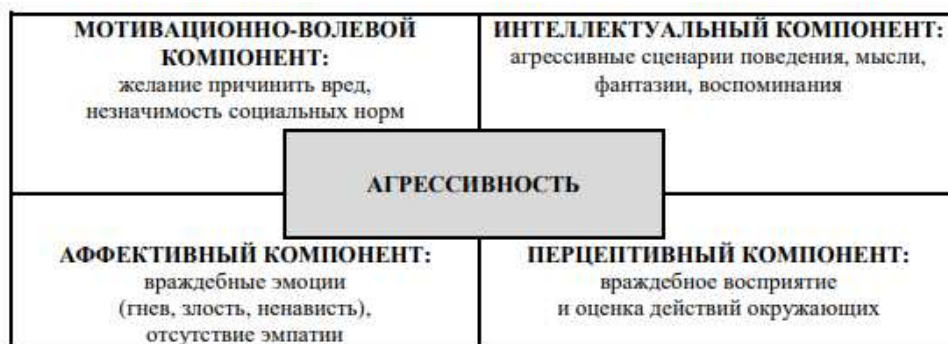 МОТИВАЦИОННО-ВОЛЕВОЙ
КОМПОНЕНТ:
желание причинить вред,
незначимость социальных норм
ИНТЕЛЛЕКТУАЛЬНЫЙ КОМПОНЕНТ:
агрессивные сценарии поведения, мысли,
фантазии, воспоминания
АГРЕССИВНОСТЬ
АФФЕКТИВНЫЙ КОМПОНЕНТ:
враждебные эмоции
(гнев, злость, ненависть),
отсутствие эмпатии
ПЕРЦЕПТИВНЫЙ КОМПОНЕНТ:
враждебное восприятие
и оценка действий окружающих